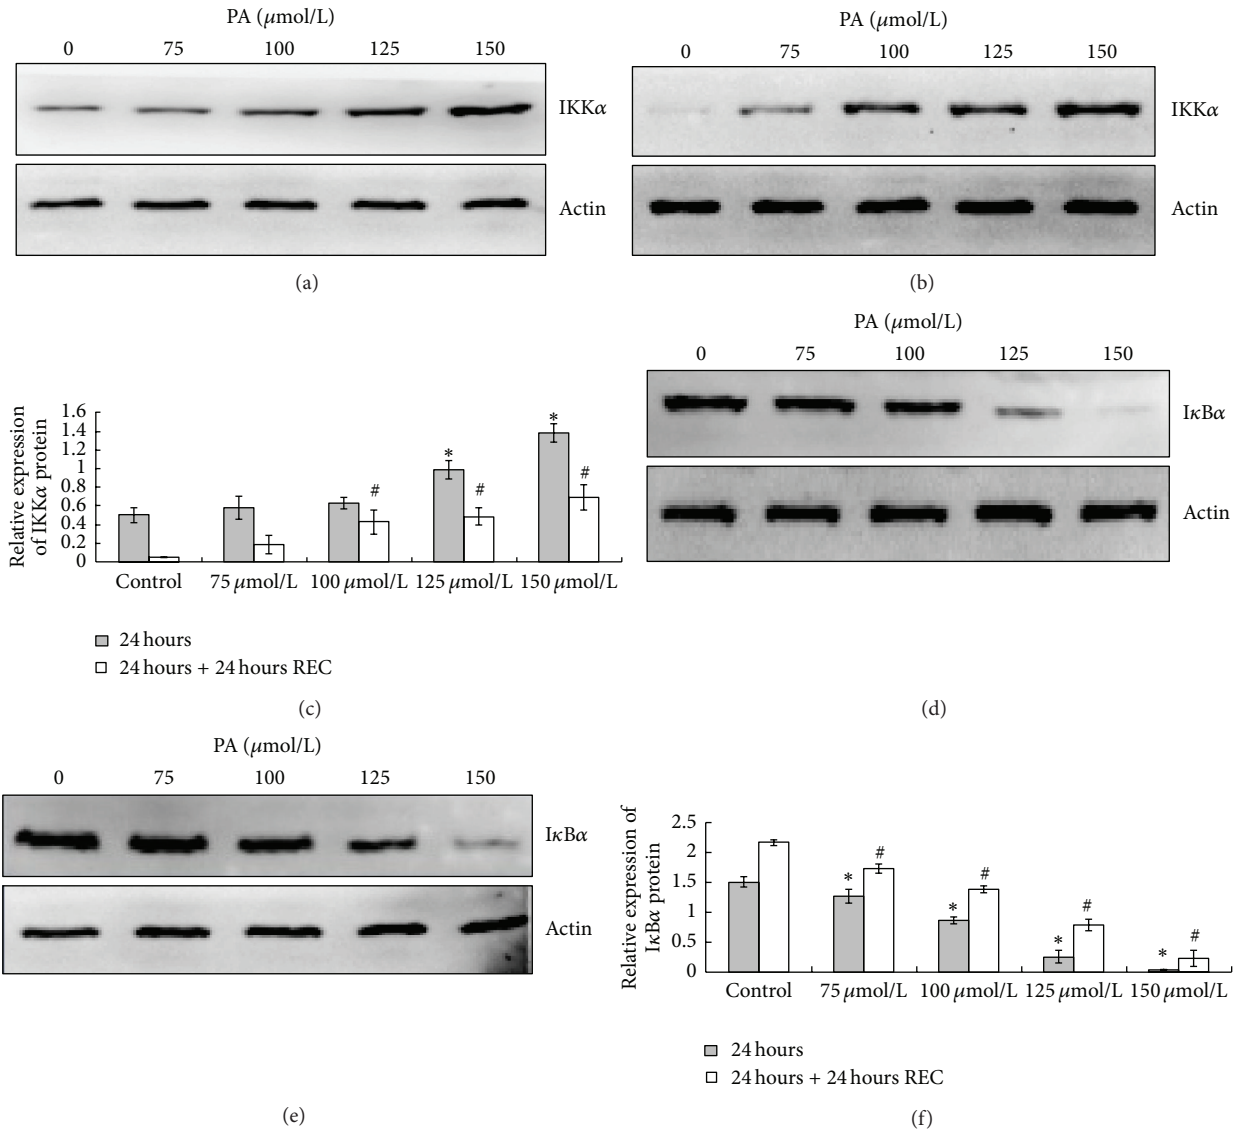 PA (μmol/L)
0 75 100 125 150
IKKα
Actin
(a)
PA (μmol/L)
0 75 100 125 150
IKKα
Actin
(b)
Relative expression
of IKKα protein
1.6
1.4
1.2
1
0.8
0.6
0.4
0.2
0
* * # # #
Control 75 μmol/L 100 μmol/L 125 μmol/L 150 μmol/L
24 hours
24 hours + 24 hours REC
(c)
PA (μmol/L)
0 75 100 125 150
IκBα
Actin
(d)
PA (μmol/L)
0 75 100 125 150
IκBα
Actin
(e)
Relative expression of
IκBα protein
2.5
2
1.5
1
0.5
0
* # * # * # * #
Control 75 μmol/L 100 μmol/L 125 μmol/L 150 μmol/L
24 hours
24 hours + 24 hours REC
(f)